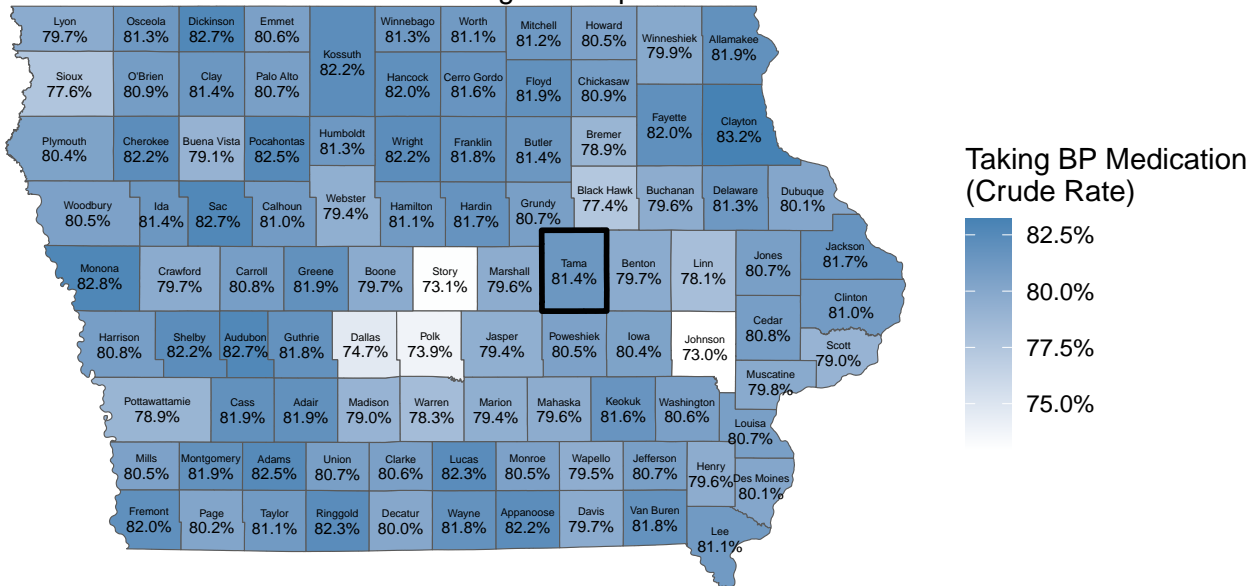 Lyon
79.7%
Osceola
81.3%
Dickinson
82.7%
Emmet
80.6%
Kossuth
82.2%
Winnebago
81.3%
Worth
81.1%
Mitchell
81.2%
Howard
80.5%
Winneshiek
79.9%
Allamakee
81.9%
Sioux
77.6%
O'Brien
80.9%
Clay
81.4%
Palo Alto
80.7%
Hancock
82.0%
Cerro Gordo
81.6%
Floyd
81.9%
Chickasaw
80.9%
Fayette
82.0%
Clayton
83.2%
Plymouth
80.4%
Cherokee
82.2%
Buena Vista
79.1%
Pocahontas
82.5%
Humboldt
81.3%
Wright
82.2%
Franklin
81.8%
Butler
81.4%
Bremer
78.9%
Woodbury
80.5%
Ida
81.4%
Sac
82.7%
Calhoun
81.0%
Webster
79.4%
Hamilton
81.1%
Hardin
81.7%
Grundy
80.7%
Black Hawk
77.4%
Buchanan
79.6%
Delaware
81.3%
Dubuque
80.1%
Monona
82.8%
Crawford
79.7%
Carroll
80.8%
Greene
81.9%
Boone
79.7%
Story
73.1%
Marshall
79.6%
Tama
81.4%
Benton
79.7%
Linn
78.1%
Jones
80.7%
Jackson
81.7%
Clinton
81.0%
Harrison
80.8%
Shelby
82.2%
Audubon
82.7%
Guthrie
81.8%
Dallas
74.7%
Polk
73.9%
Jasper
79.4%
Poweshiek
80.5%
Iowa
80.4%
Johnson
73.0%
Cedar
80.8%
Scott
79.0%
Muscatine
79.8%
Pottawattamie
78.9%
Cass
81.9%
Adair
81.9%
Madison
79.0%
Warren
78.3%
Marion
79.4%
Mahaska
79.6%
Keokuk
81.6%
Washington
80.6%
Louisa
80.7%
Mills
80.5%
Montgomery
81.9%
Adams
82.5%
Union
80.7%
Clarke
80.6%
Lucas
82.3%
Monroe
80.5%
Wapello
79.5%
Jefferson
80.7%
Henry
79.6%
Des Moines
80.1%
Fremont
82.0%
Page
80.2%
Taylor
81.1%
Ringgold
82.3%
Decatur
80.0%
Wayne
81.8%
Appanoose
82.2%
Davis
79.7%
Van Buren
81.8%
Lee
81.1%
Taking BP Medication
(Crude Rate)
82.5%
80.0%
77.5%
75.0%